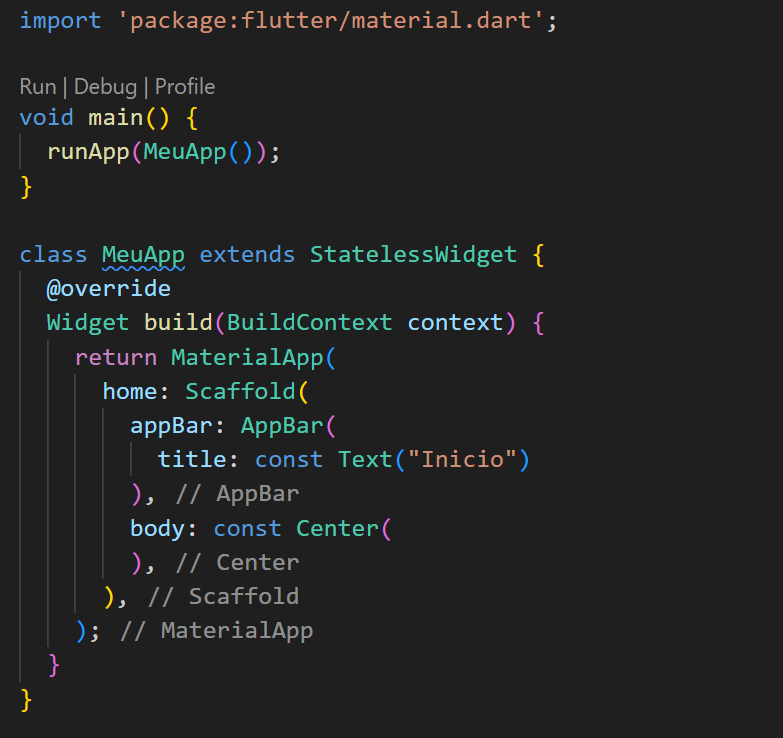 import 'package:flutter/material.dart';
Run | Debug | Profile
void main() {
  runApp(MeuApp());
}
class MeuApp extends StatelessWidget {
  @override
  Widget build(BuildContext context) {
    return MaterialApp(
      home: Scaffold(
        appBar: AppBar(
          title: const Text("Inicio")
        ), // AppBar
        body: const Center(
        ), // Center
      ), // Scaffold
    ); // MaterialApp
  }
}